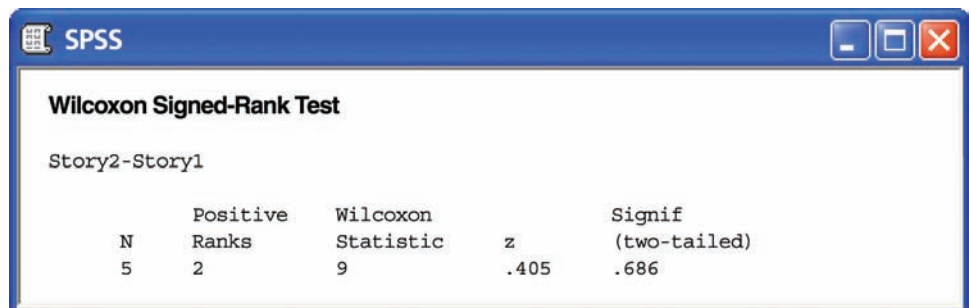 SPSS
Wilcoxon Signed-Rank Test
Story2-Story1
Positive Wilcoxon Signif
N Ranks Statistic z (two-tailed)
5 2 9 .405 .686